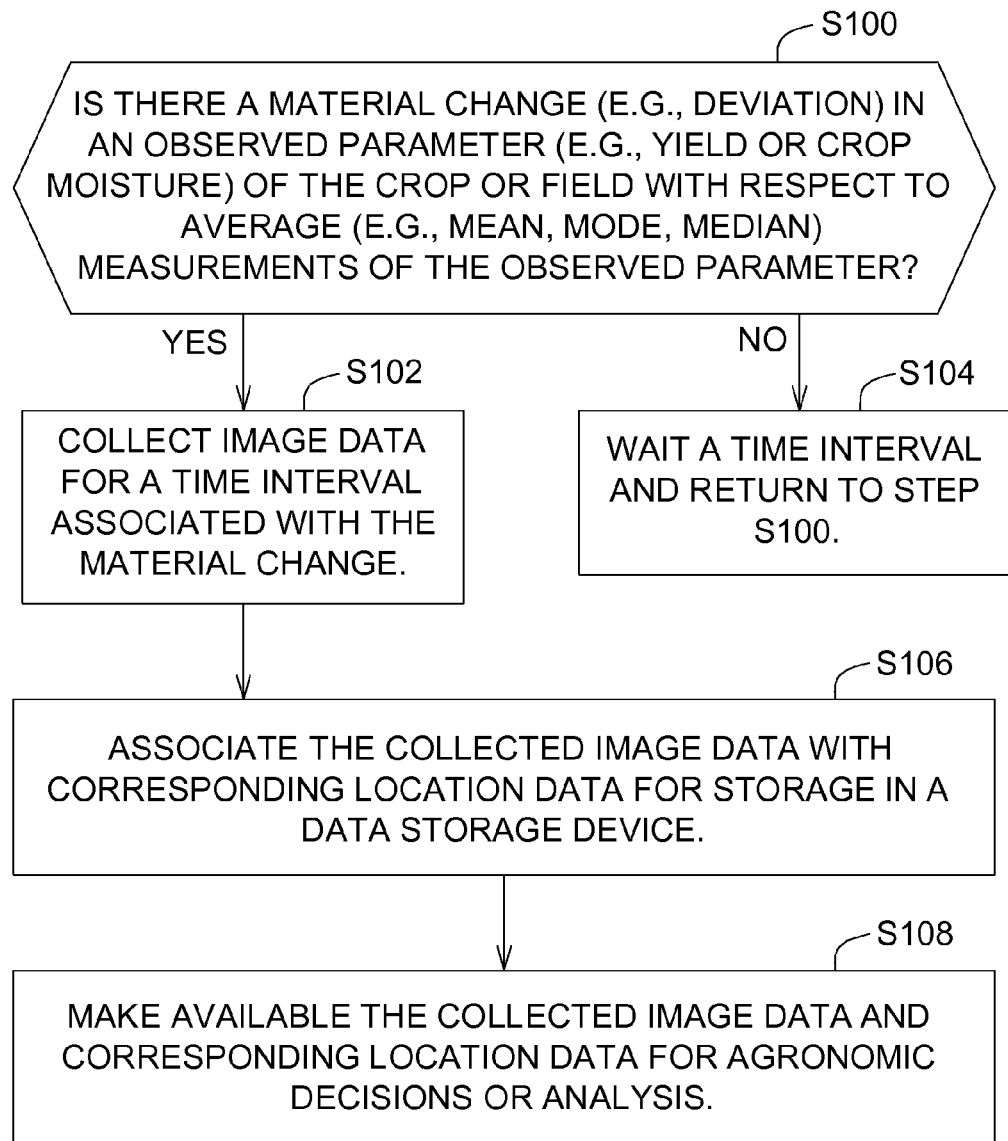 S100
IS THERE A MATERIAL CHANGE (E.G., DEVIATION) IN
AN OBSERVED PARAMETER (E.G., YIELD OR CROP
MOISTURE) OF THE CROP OR FIELD WITH RESPECT TO
AVERAGE (E.G., MEAN, MODE, MEDIAN)
MEASUREMENTS OF THE OBSERVED PARAMETER?
YES
NO
S102
COLLECT IMAGE DATA
FOR A TIME INTERVAL
ASSOCIATED WITH THE
MATERIAL CHANGE.
S104
WAIT A TIME INTERVAL
AND RETURN TO STEP
S100.
S106
ASSOCIATE THE COLLECTED IMAGE DATA WITH
CORRESPONDING LOCATION DATA FOR STORAGE IN A
DATA STORAGE DEVICE.
S108
MAKE AVAILABLE THE COLLECTED IMAGE DATA AND
CORRESPONDING LOCATION DATA FOR AGRONOMIC
DECISIONS OR ANALYSIS.